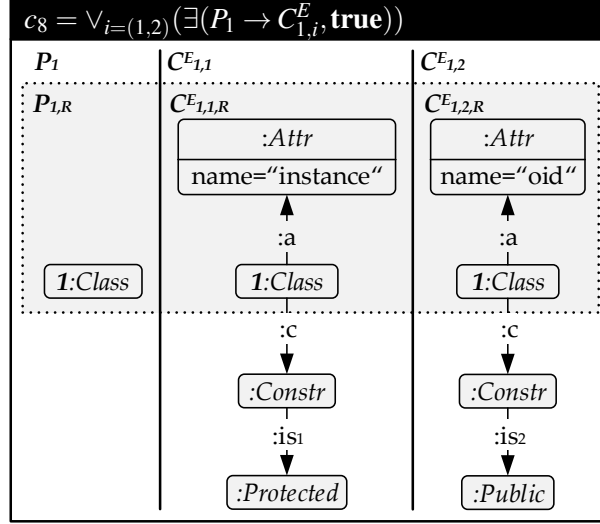 c₈ = ∨ᵢ₌₍₁,₂₎(∃(P₁ → Cᴱ₁,ᵢ, true))
P₁ Cᴱ₁,₁ Cᴱ₁,₂
P₁,R Cᴱ₁,₁,R Cᴱ₁,₂,R
:Attr :Attr
name="instance" name="oid"
:a :a
1:Class 1:Class 1:Class
:c :c
:Constr :Constr
:is₁ :is₂
:Protected :Public